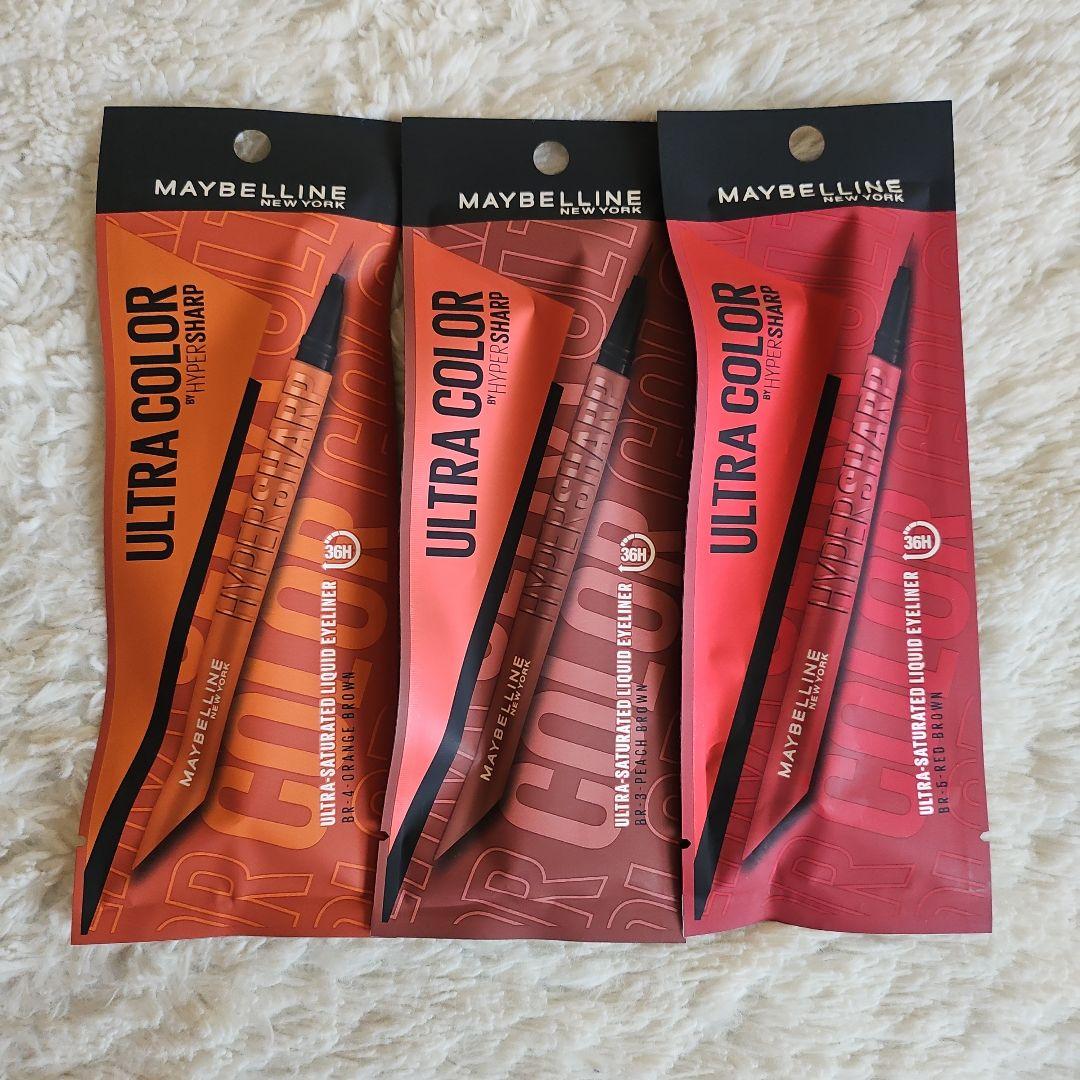 MAYBELLINE
NEW YORK
ULTRA COLOR
BY HYPERSHARP
HYPERSHARP
MAYBELLINE
NEW YORK
COLOR
36H
ULTRA-SATURATED LIQUID EYELINER
BR-4-ORANGE BROWN
MAYBELLINE
NEW YORK
ULTRA COLOR
BY HYPERSHARP
HYPERSHARP
MAYBELLINE
NEW YORK
COLOR
36H
ULTRA-SATURATED LIQUID EYELINER
BR-3-PEACH BROWN
MAYBELLINE
NEW YORK
ULTRA COLOR
BY HYPERSHARP
HYPERSHARP
MAYBELLINE
NEW YORK
COLOR
36H
ULTRA-SATURATED LIQUID EYELINER
BR-5-RED BROWN